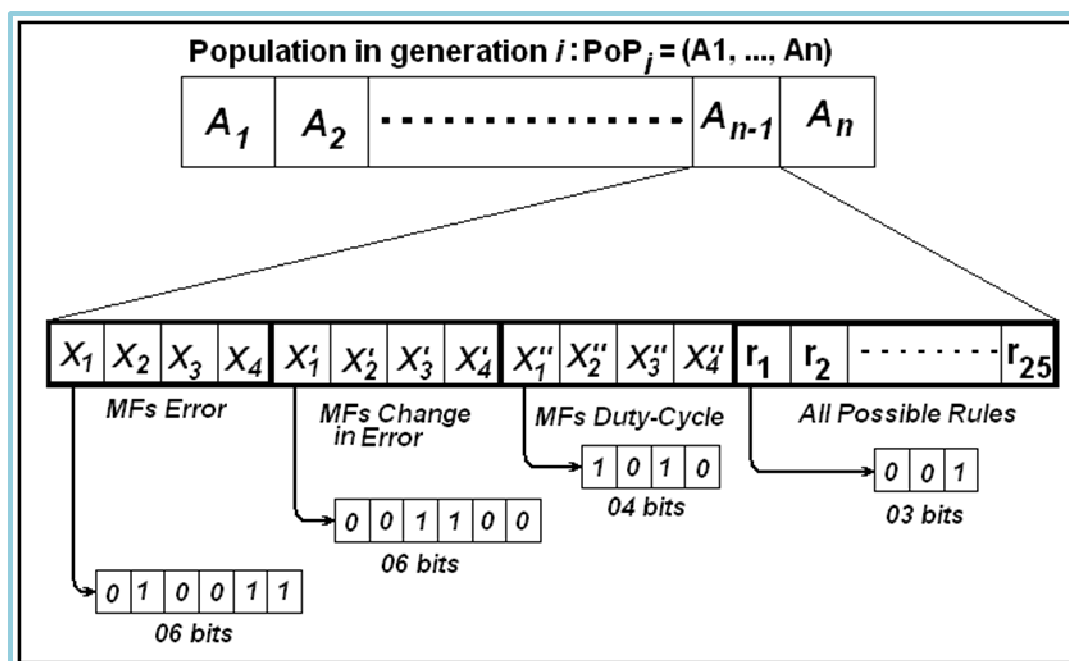 Population in generation i : PoP_i = (A1, ..., An)
A_1 A_2 ................ A_{n-1} A_n
X_1 X_2 X_3 X_4 X'_1 X'_2 X'_3 X'_4 X''_1 X''_2 X''_3 X''_4 r_1 r_2 ......... r_25
MFs Error
MFs Change
in Error
MFs Duty-Cycle
All Possible Rules
1 0 1 0
04 bits
0 0 1
03 bits
0 0 1 1 0 0
06 bits
0 1 0 0 1 1
06 bits